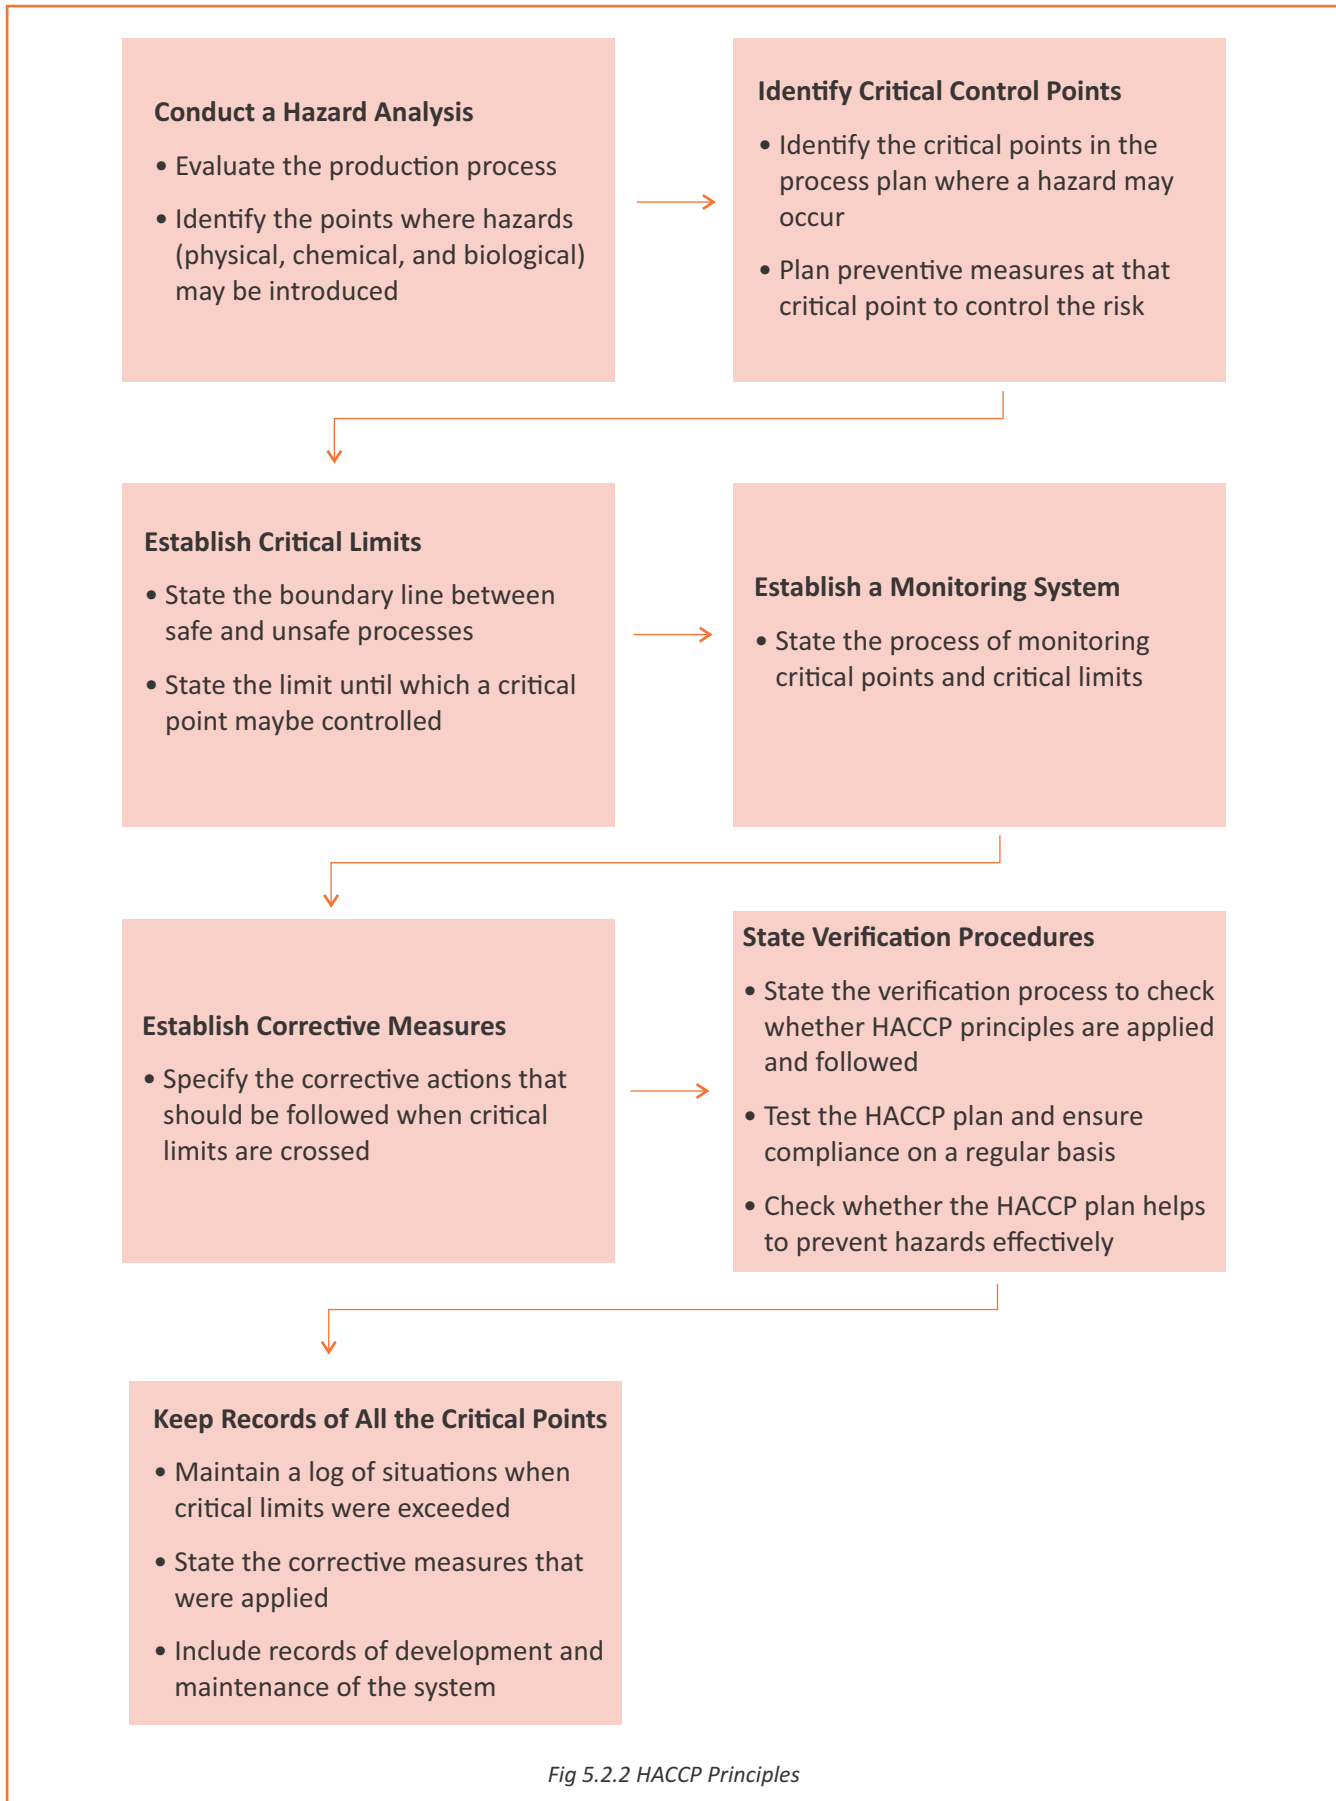 Conduct a Hazard Analysis
• Evaluate the production process
• Identify the points where hazards
(physical, chemical, and biological)
may be introduced
Identify Critical Control Points
• Identify the critical points in the
process plan where a hazard may
occur
• Plan preventive measures at that
critical point to control the risk
Establish Critical Limits
• State the boundary line between
safe and unsafe processes
• State the limit until which a critical
point maybe controlled
Establish a Monitoring System
• State the process of monitoring
critical points and critical limits
Establish Corrective Measures
• Specify the corrective actions that
should be followed when critical
limits are crossed
State Verification Procedures
• State the verification process to check
whether HACCP principles are applied
and followed
• Test the HACCP plan and ensure
compliance on a regular basis
• Check whether the HACCP plan helps
to prevent hazards effectively
Keep Records of All the Critical Points
• Maintain a log of situations when
critical limits were exceeded
• State the corrective measures that
were applied
• Include records of development and
maintenance of the system
Fig 5.2.2 HACCP Principles